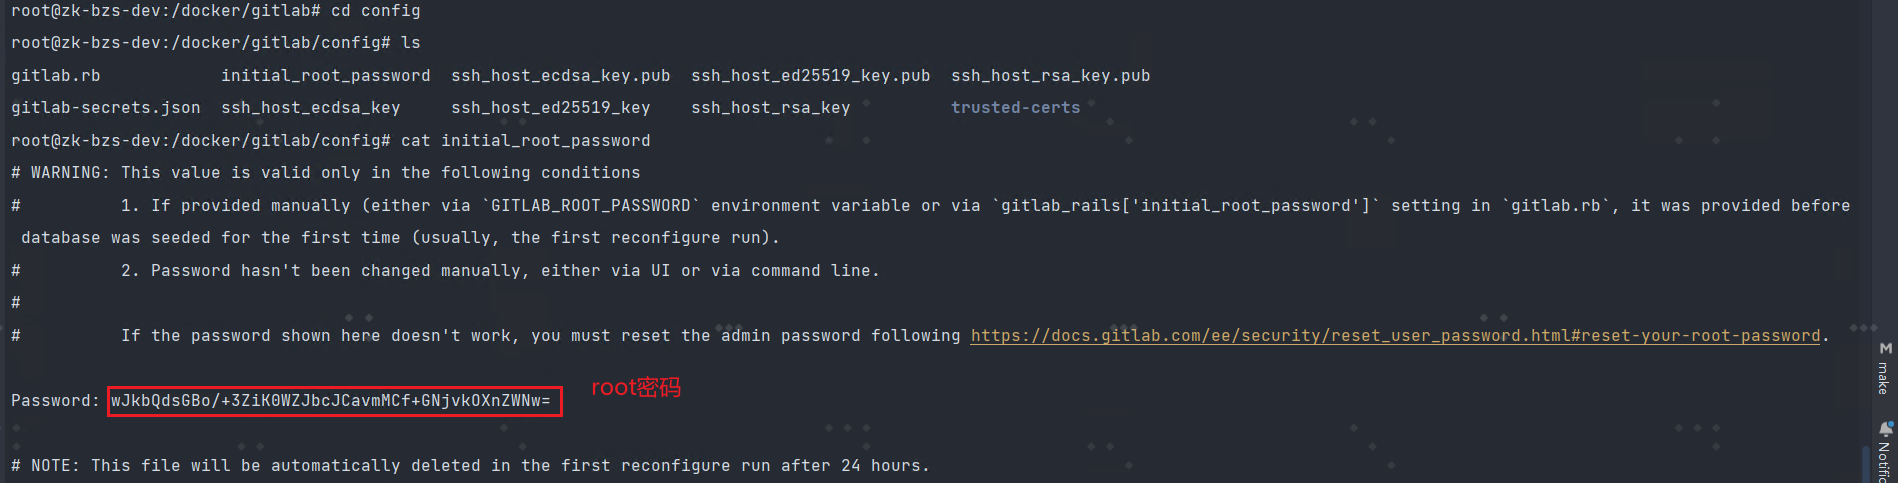 root@zk-bzs-dev:/docker/gitlab# cd config
root@zk-bzs-dev:/docker/gitlab/config# ls
gitlab.rb            initial_root_password  ssh_host_ecdsa_key.pub  ssh_host_ed25519_key.pub  ssh_host_rsa_key.pub
gitlab-secrets.json  ssh_host_ecdsa_key     ssh_host_ed25519_key    ssh_host_rsa_key          trusted-certs
root@zk-bzs-dev:/docker/gitlab/config# cat initial_root_password
# WARNING: This value is valid only in the following conditions
#          1. If provided manually (either via `GITLAB_ROOT_PASSWORD` environment variable or via `gitlab_rails['initial_root_password']` setting in `gitlab.rb`, it was provided before
database was seeded for the first time (usually, the first reconfigure run).
#          2. Password hasn't been changed manually, either via UI or via command line.
#
#          If the password shown here doesn't work, you must reset the admin password following https://docs.gitlab.com/ee/security/reset_user_password.html#reset-your-root-password.
Password: wJkbQdsGBo/+3ZiK0WZJbcJCavmMCf+GNjvkOXnZWNw=
root密码
# NOTE: This file will be automatically deleted in the first reconfigure run after 24 hours.
M make
Notific